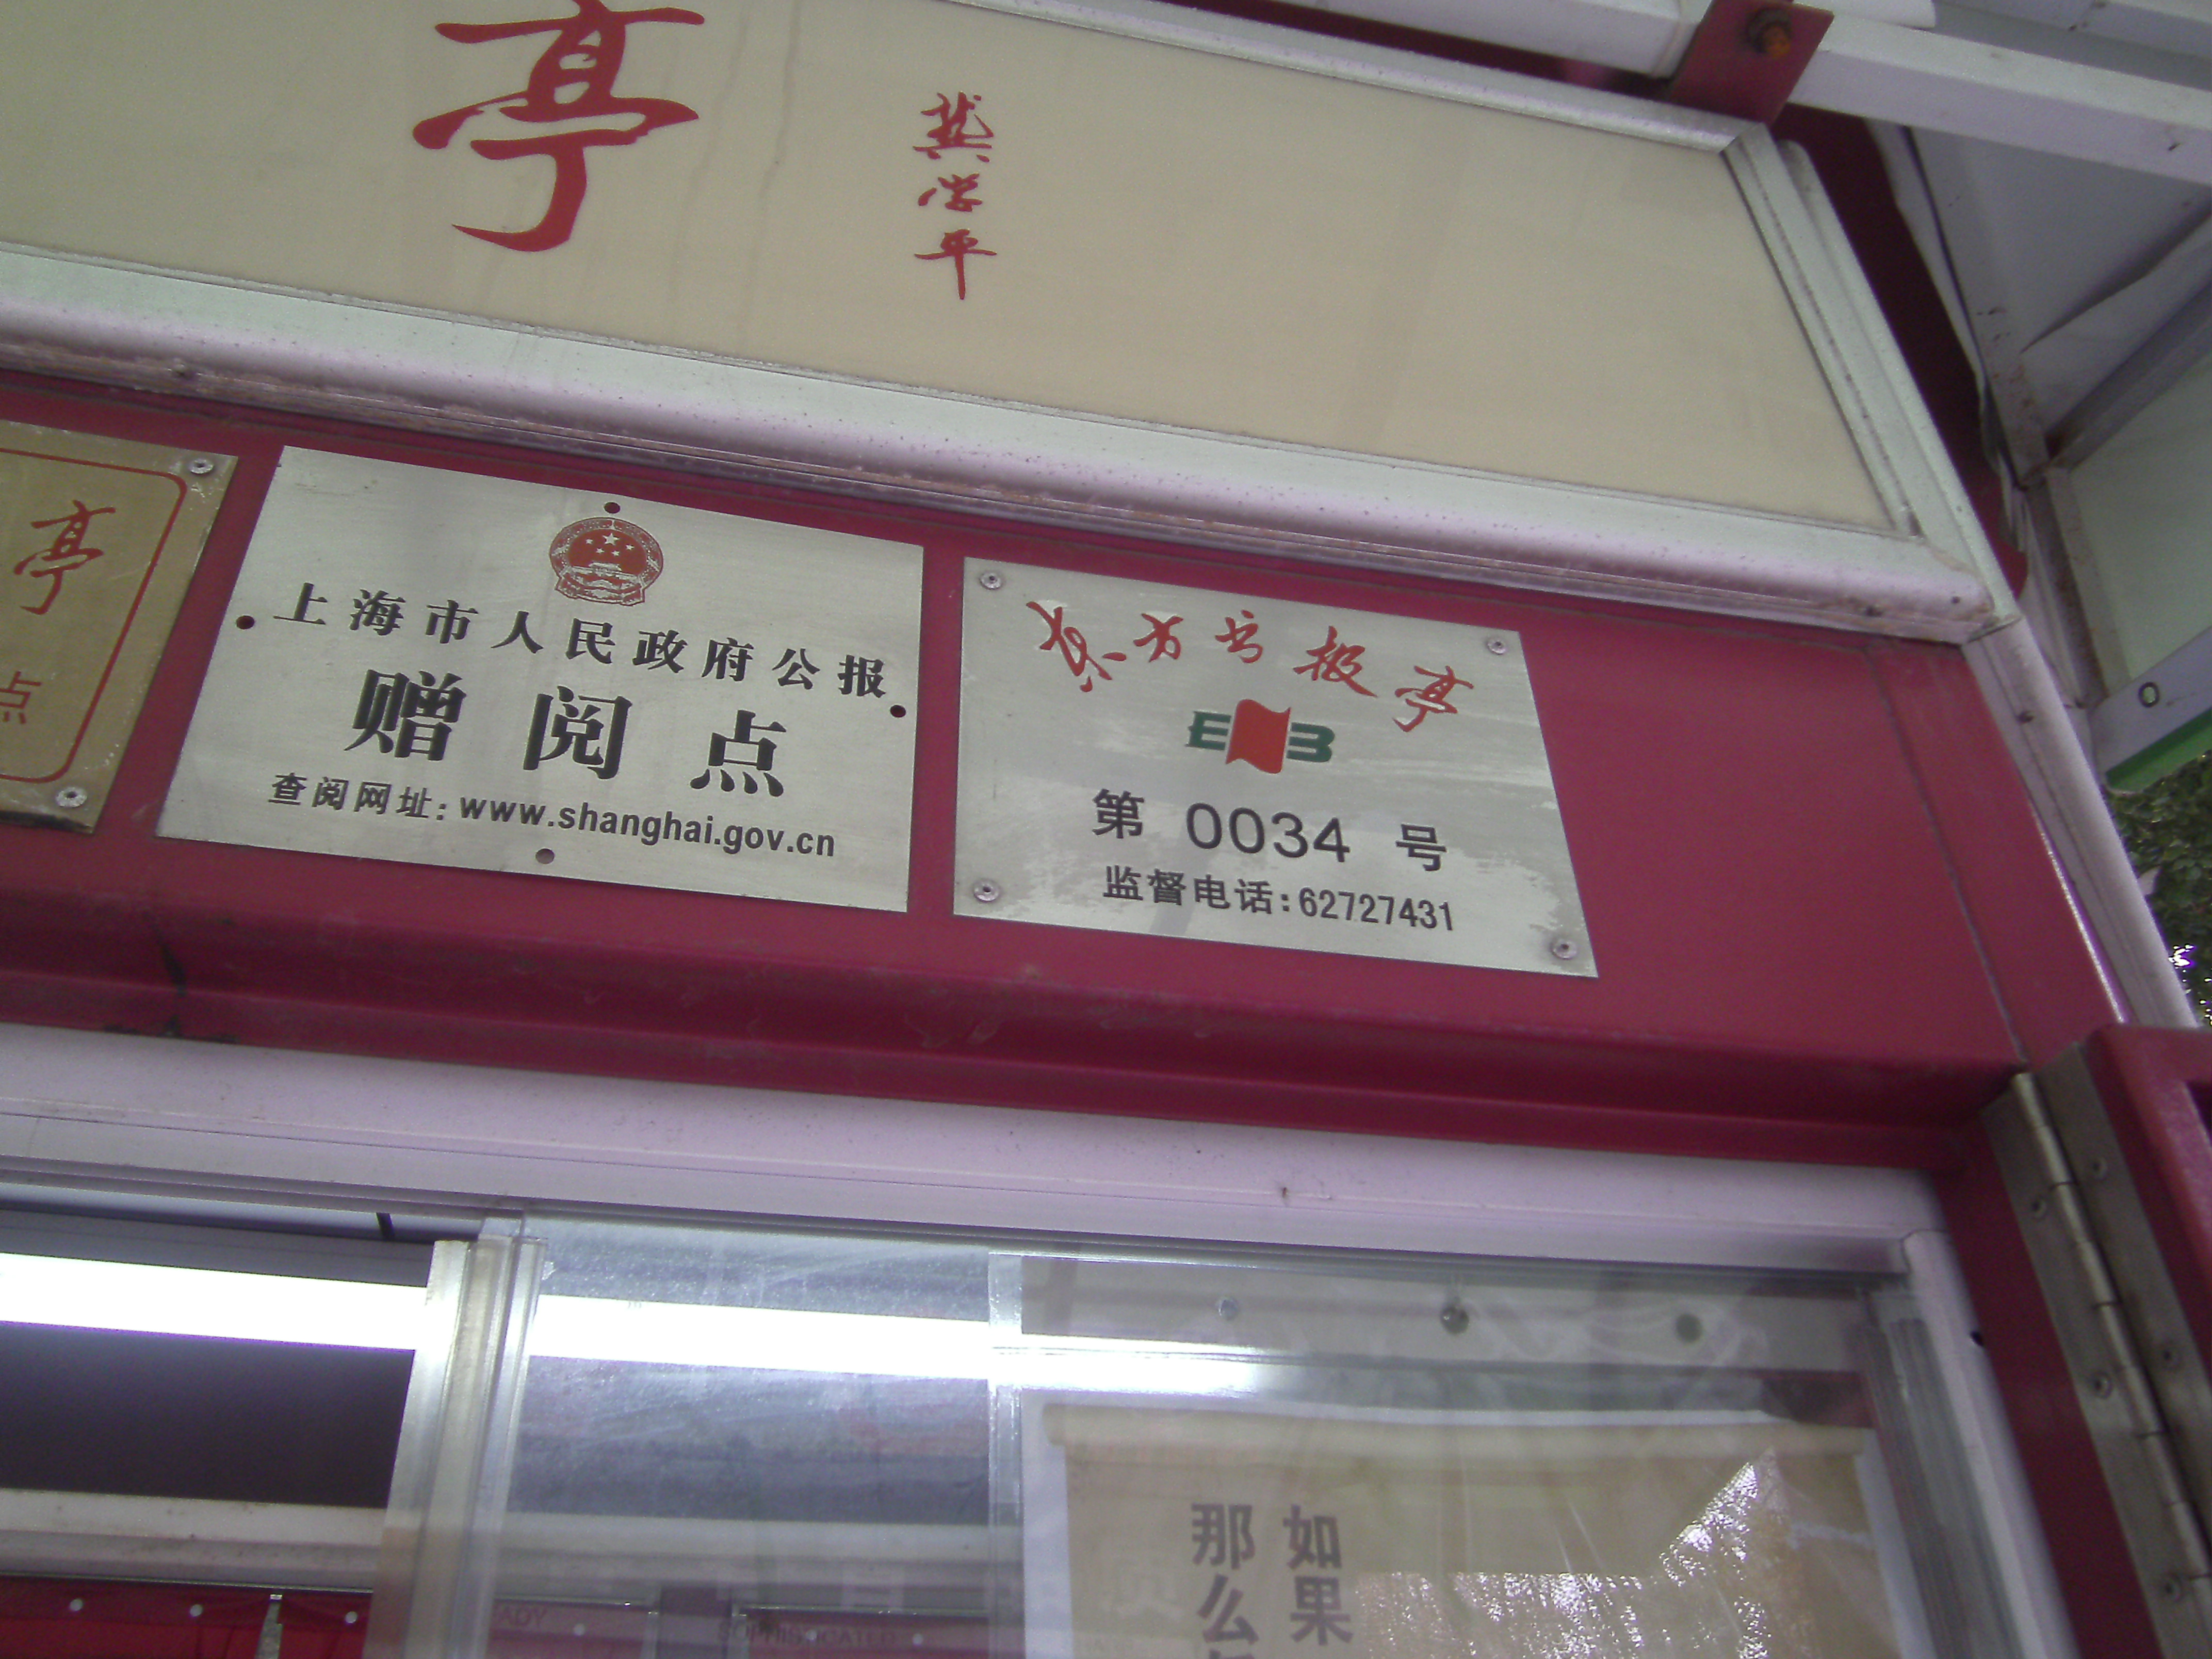 亭
龚学平
亭
点
上海市人民政府公报
赠阅点
查阅网址：www.shanghai.gov.cn
东方书报亭
EB
第 0034 号
监督电话：62727431
如果
那么